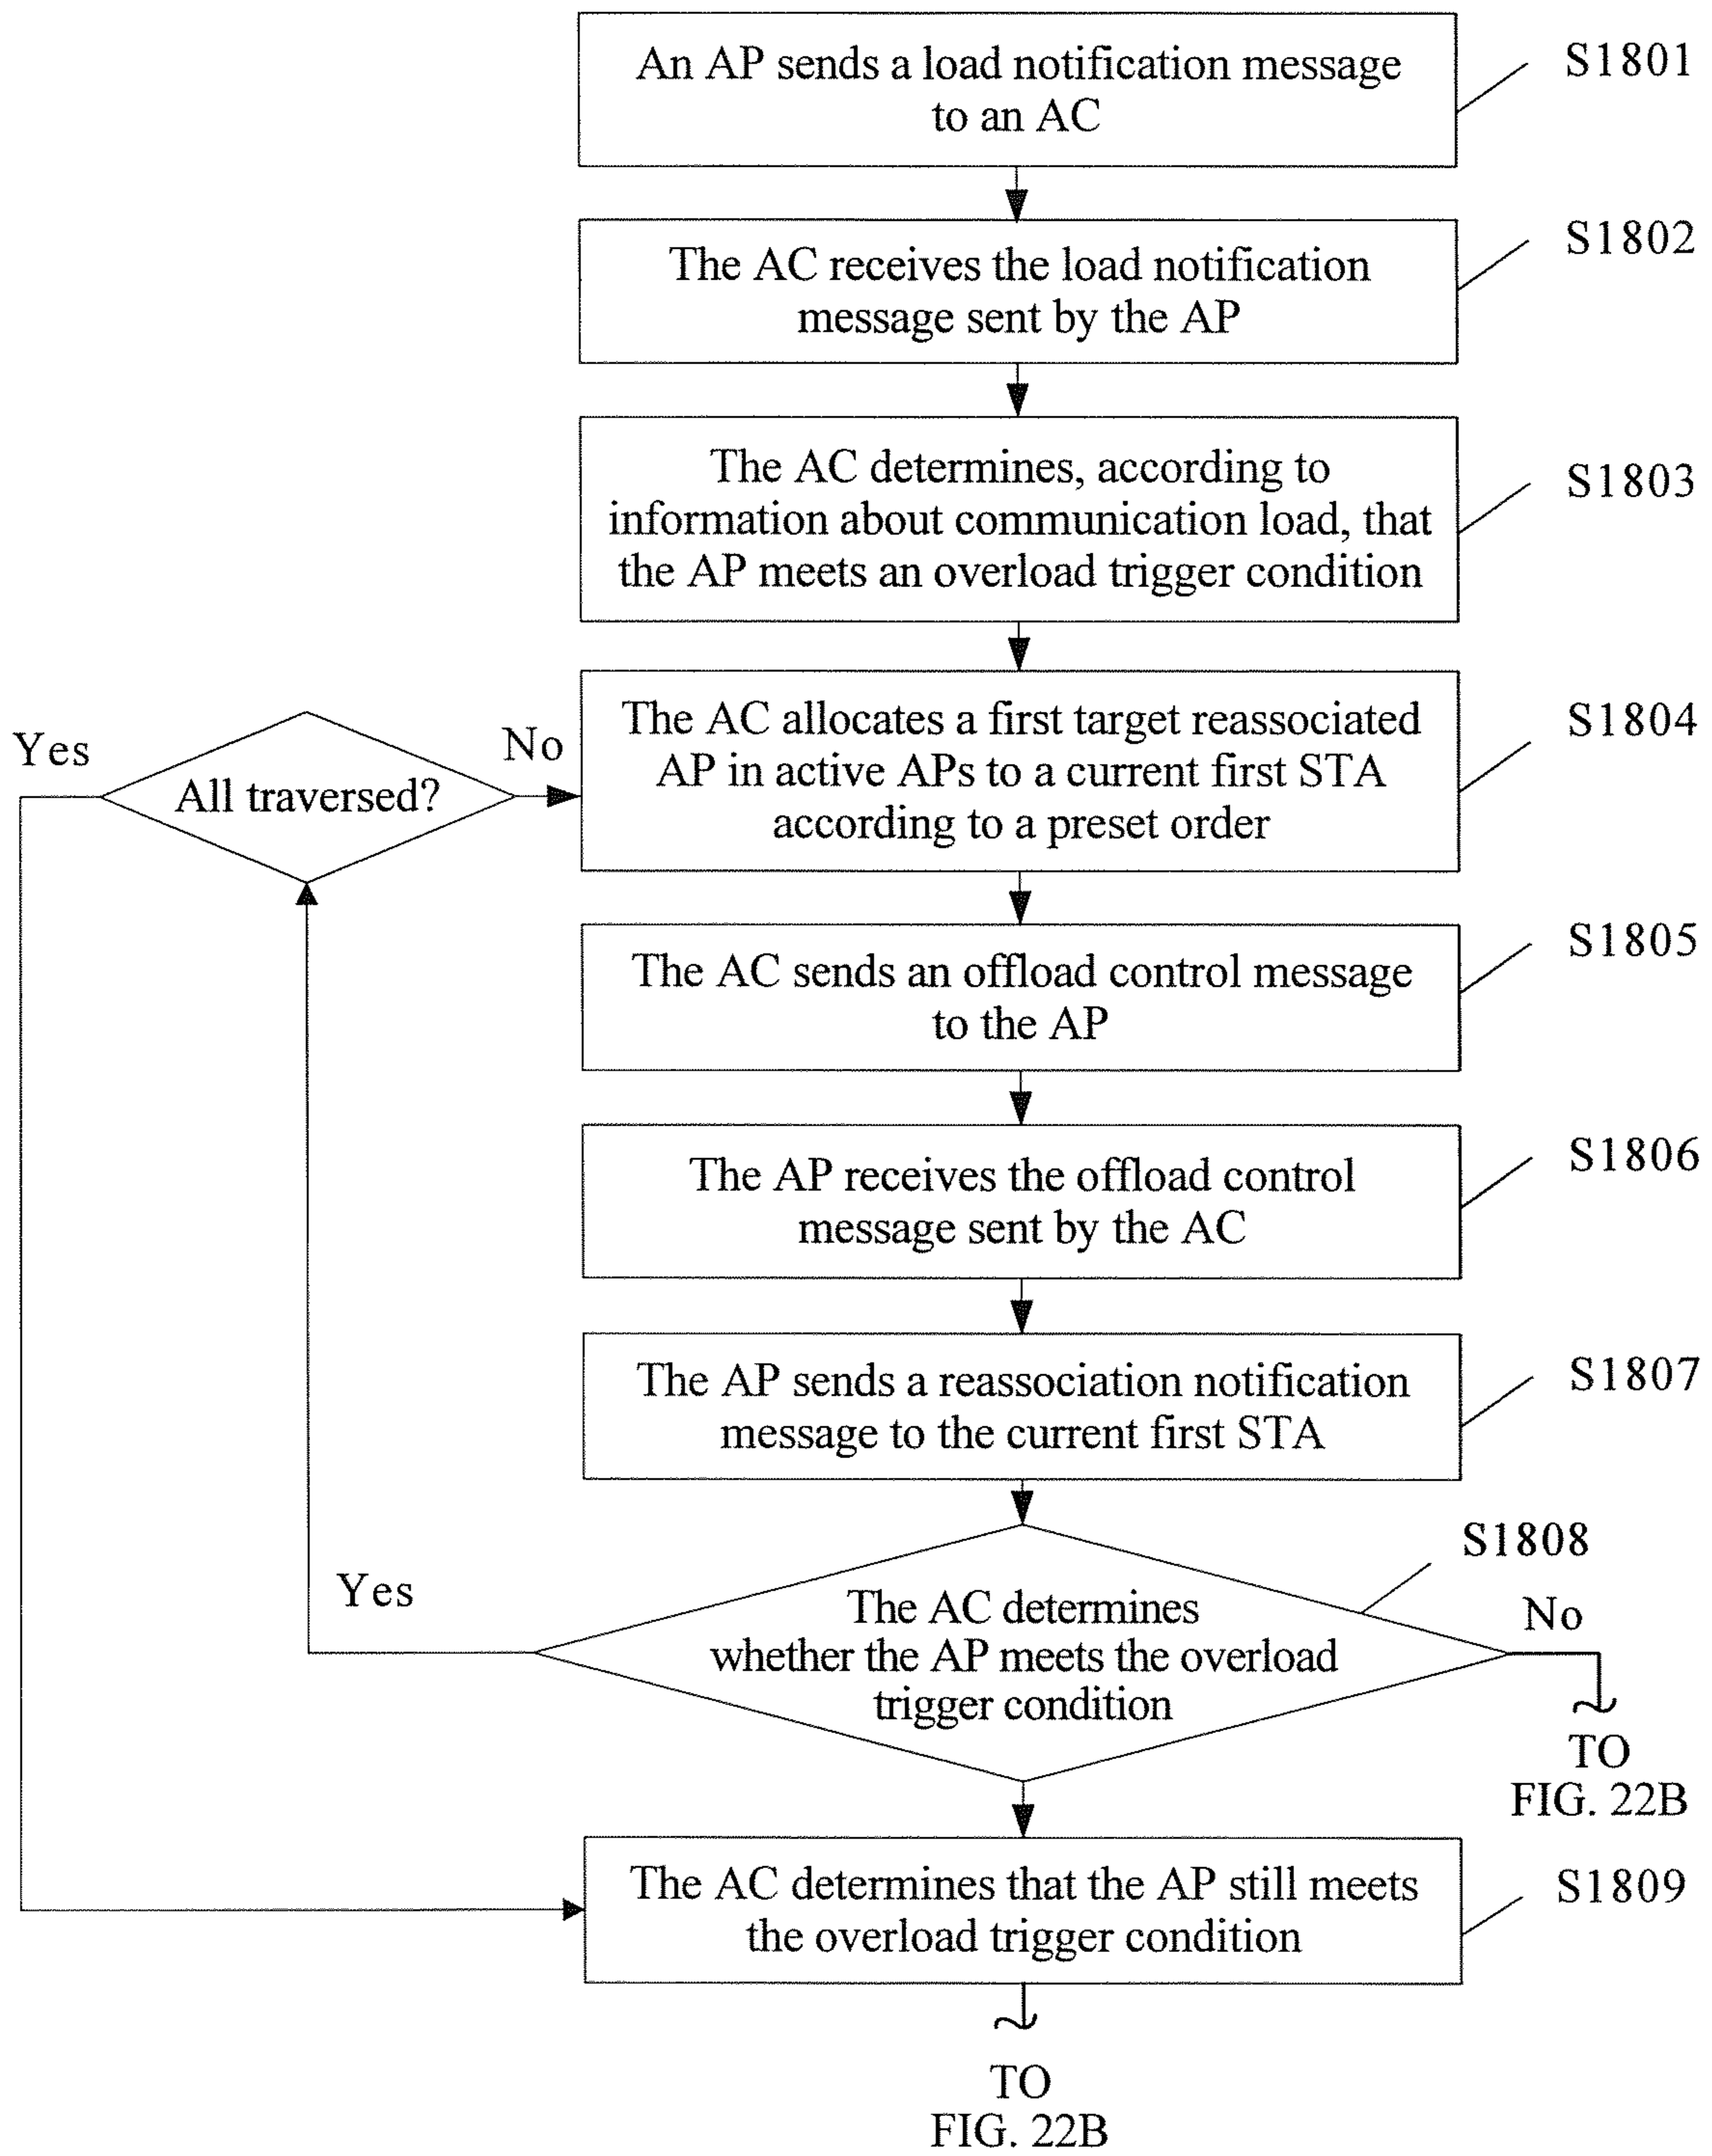 An AP sends a load notification message
to an AC
S1801
The AC receives the load notification
message sent by the AP
S1802
The AC determines, according to
information about communication load, that
the AP meets an overload trigger condition
S1803
Yes
All traversed?
No
The AC allocates a first target reassociated
AP in active APs to a current first STA
according to a preset order
S1804
The AC sends an offload control message
to the AP
S1805
The AP receives the offload control
message sent by the AC
S1806
The AP sends a reassociation notification
message to the current first STA
S1807
Yes
The AC determines
whether the AP meets the overload
trigger condition
S1808
No
TO
FIG. 22B
The AC determines that the AP still meets
the overload trigger condition
S1809
TO
FIG. 22B